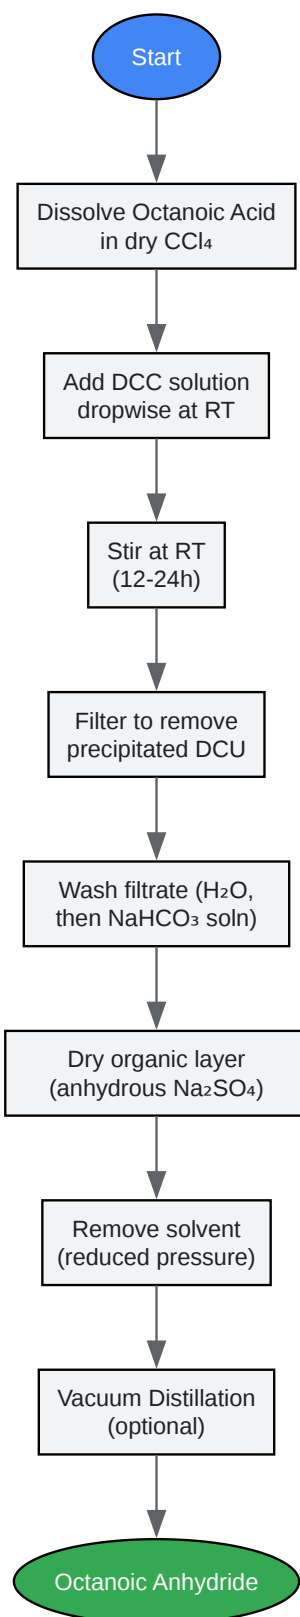 Start
Dissolve Octanoic Acid
in dry CCl₄
Add DCC solution
dropwise at RT
Stir at RT
(12-24h)
Filter to remove
precipitated DCU
Wash filtrate (H₂O,
then NaHCO₃ soln)
Dry organic layer
(anhydrous Na₂SO₄)
Remove solvent
(reduced pressure)
Vacuum Distillation
(optional)
Octanoic Anhydride